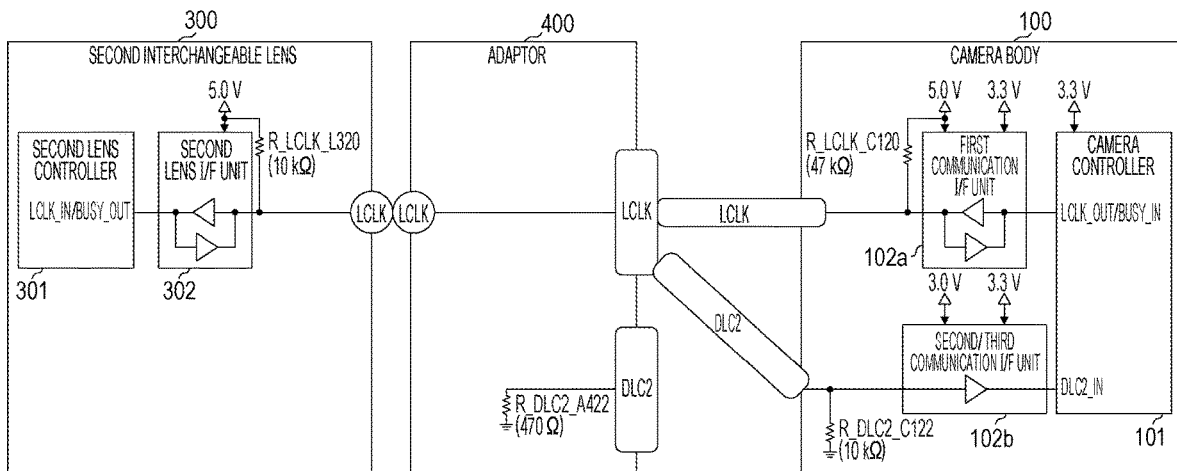 300
400
100
SECOND INTERCHANGEABLE LENS
ADAPTOR
CAMERA BODY
5.0 V
5.0 V
3.3 V
3.3 V
SECOND LENS
CONTROLLER
SECOND
LENS I/F UNIT
R_LCLK_L320
(10 kΩ)
R_LCLK_C120
(47 kΩ)
FIRST
COMMUNICATION
I/F UNIT
CAMERA
CONTROLLER
LCLK_IN/BUSY_OUT
LCLK
LCLK
LCLK
LCLK
LCLK_OUT/BUSY_IN
301
302
102a
3.0 V
3.3 V
DLC2
SECOND/THIRD
COMMUNICATION I/F UNIT
DLC2
DLC2_IN
R_DLC2_A422
(470 Ω)
R_DLC2_C122
(10 kΩ)
102b
101